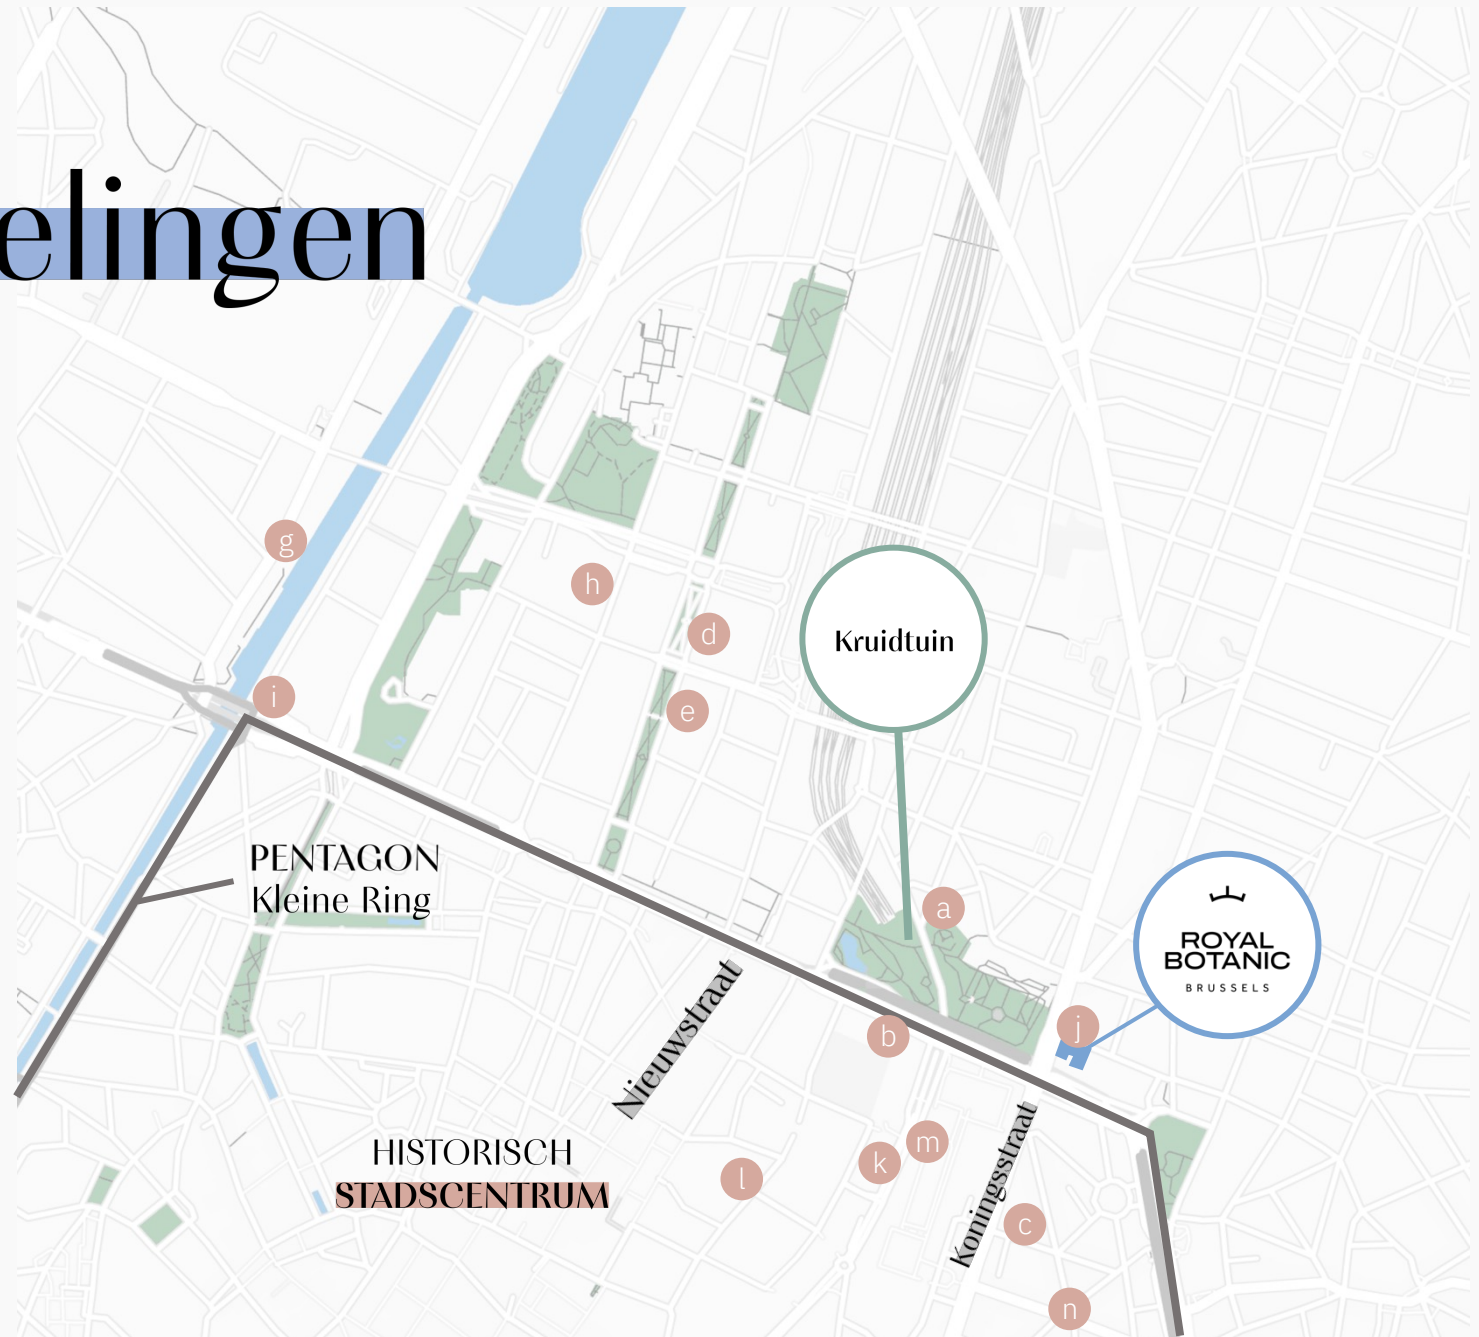 elingen
g
h
d
Kruidtuin
i
e
PENTAGON
Kleine Ring
a
ROYAL
BOTANIC
BRUSSELS
Nieuwstraat
b
j
HISTORISCH
STADSCENTRUM
l
k
m
Koningsstraat
c
n